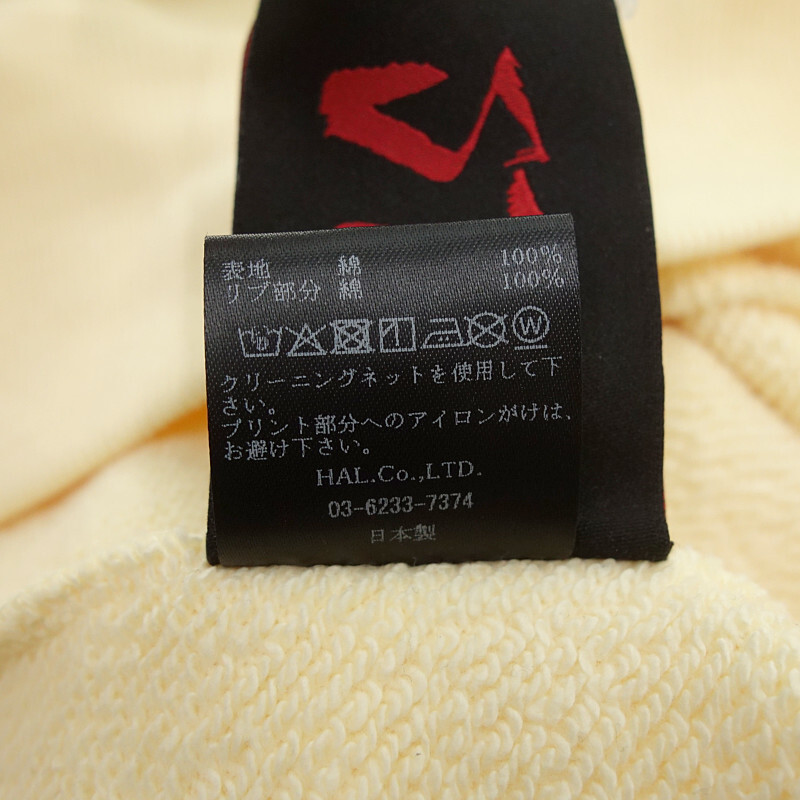 表地 綿 100%
リブ部分 綿 100%
クリーニングネットを使用して下
さい。
プリント部分へのアイロンがけは、
お避け下さい。
HAL.Co.,LTD.
03-6233-7374
日本製